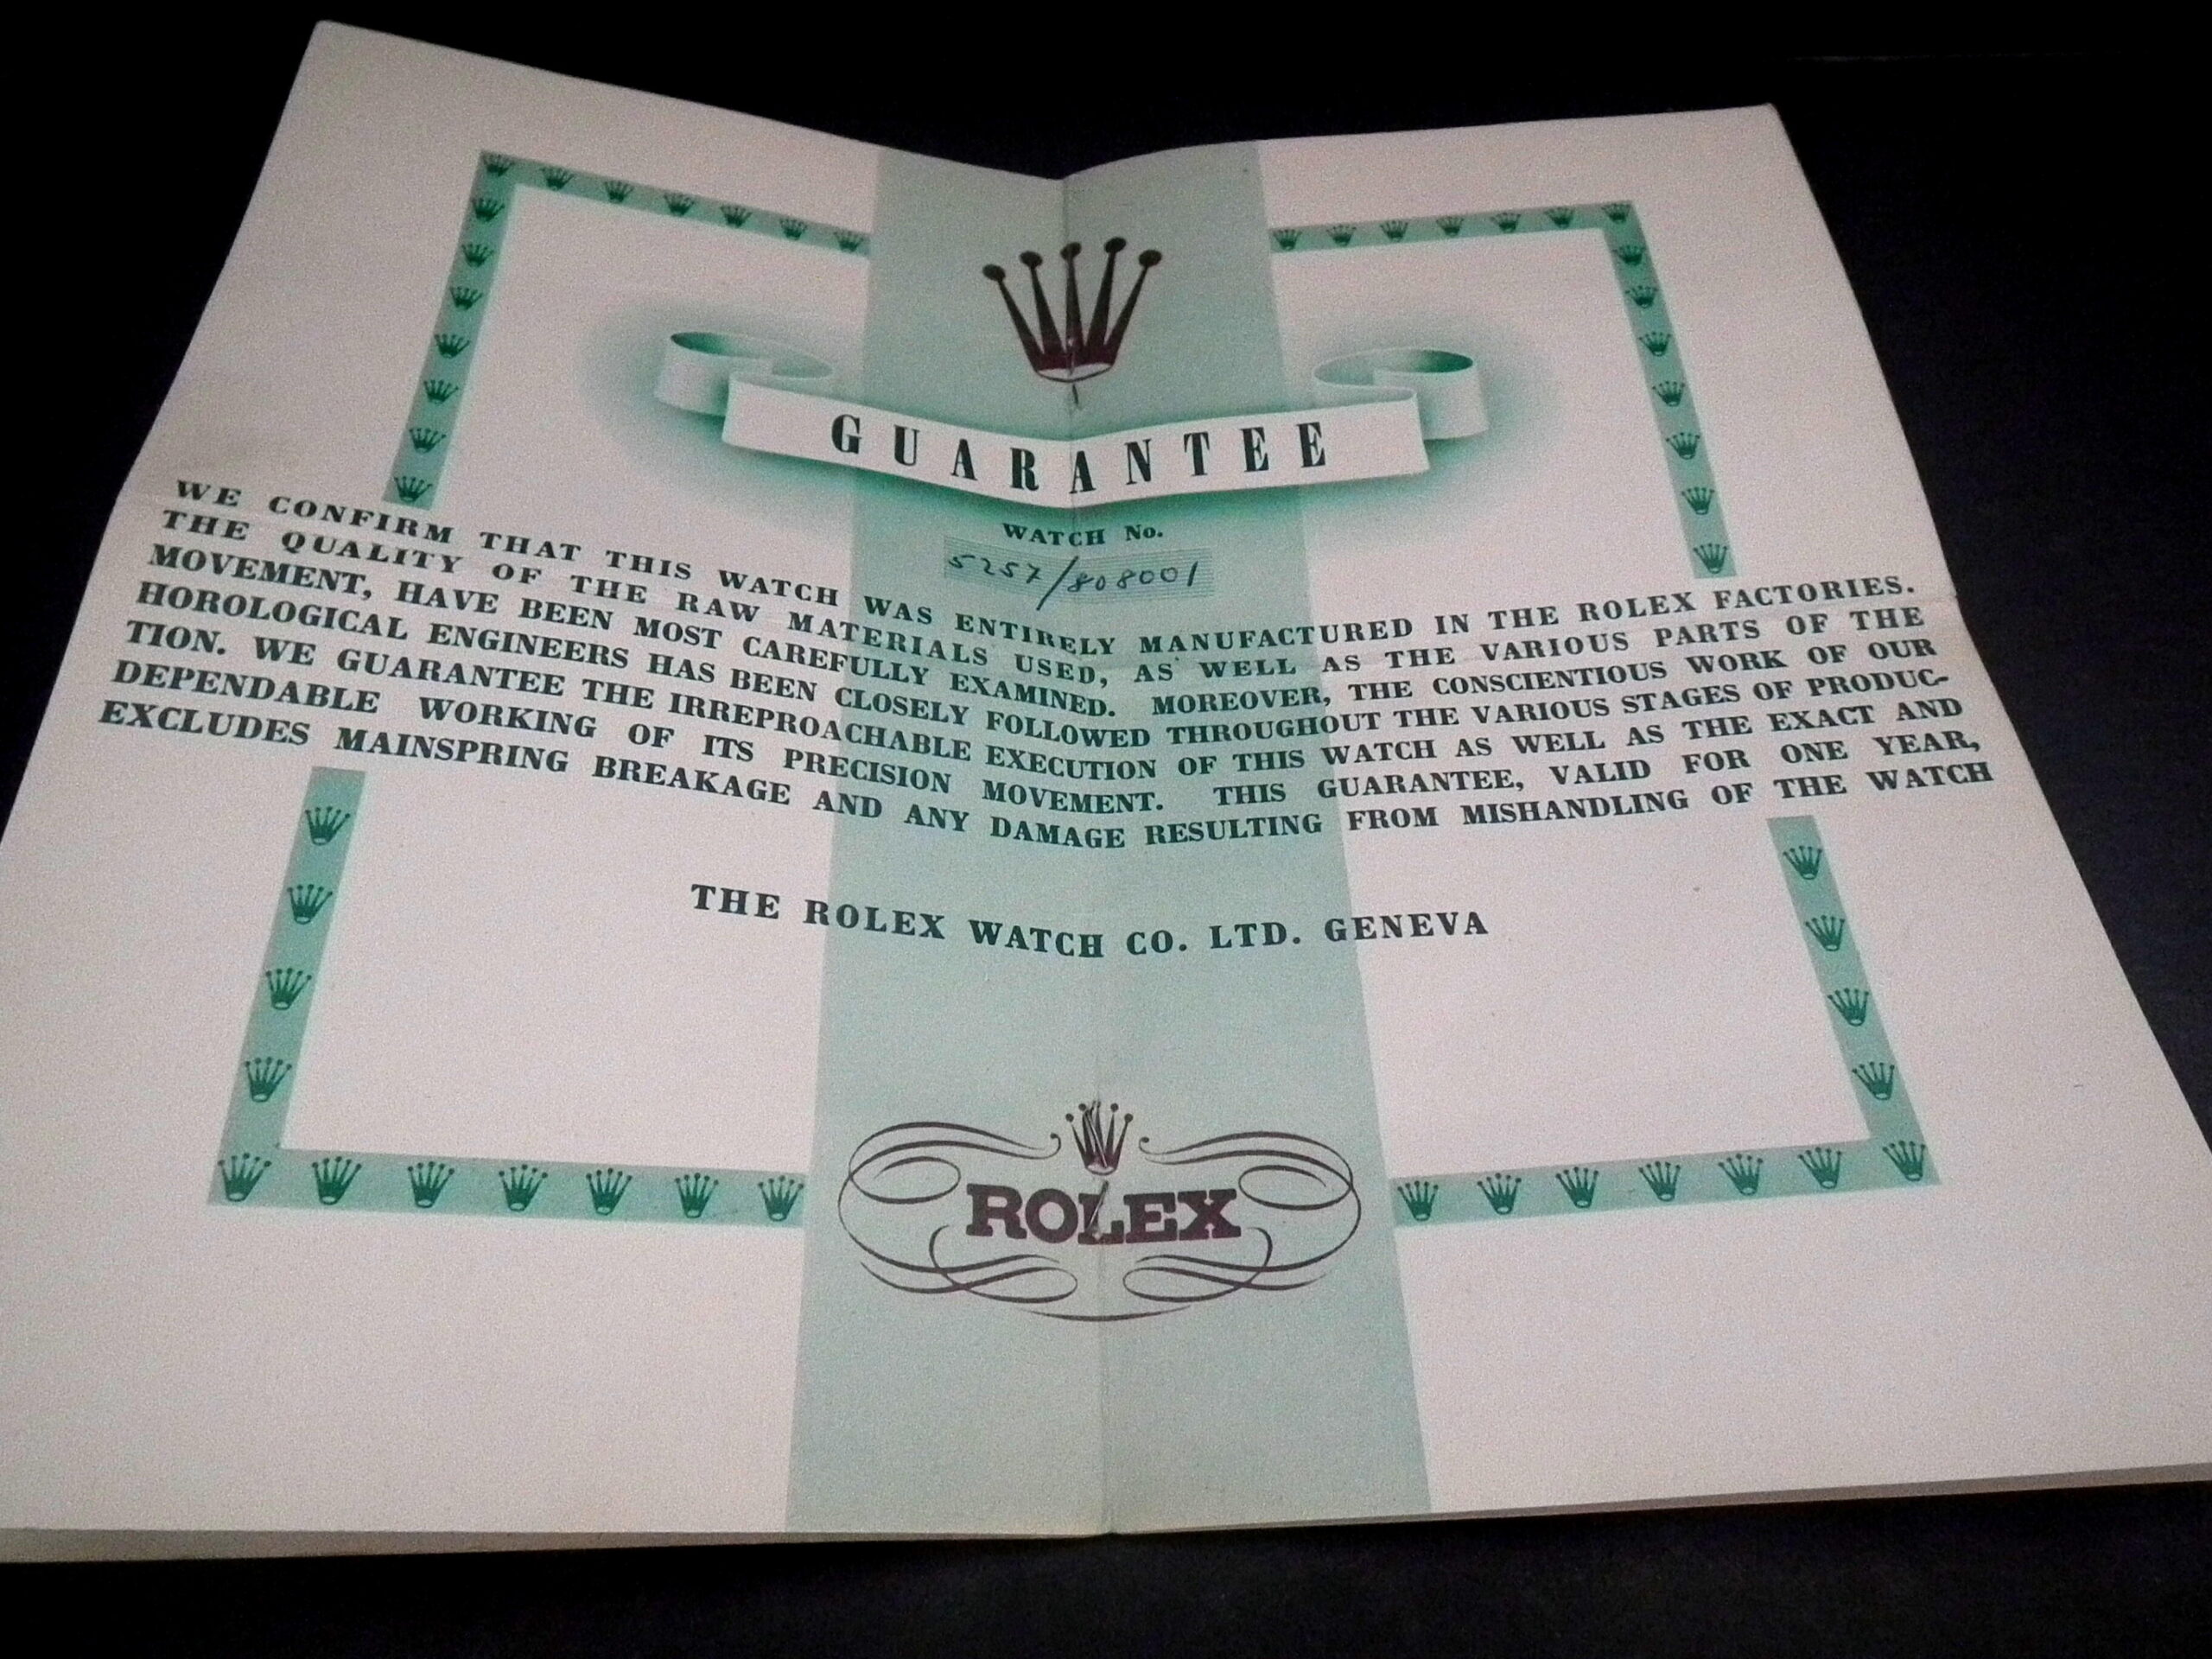 GUARANTEE
WATCH No.
5257/808001
WE CONFIRM THAT THIS WATCH WAS ENTIRELY MANUFACTURED IN THE ROLEX FACTORIES.
THE QUALITY OF THE RAW MATERIALS USED, AS WELL AS THE VARIOUS PARTS OF THE
MOVEMENT, HAVE BEEN MOST CAREFULLY EXAMINED. MOREOVER, THE CONSCIENTIOUS WORK OF OUR
HOROLOGICAL ENGINEERS HAS BEEN CLOSELY FOLLOWED THROUGHOUT THE VARIOUS STAGES OF PRODUC-
TION. WE GUARANTEE THE IRREPROACHABLE EXECUTION OF THIS WATCH AS WELL AS THE EXACT AND
DEPENDABLE WORKING OF ITS PRECISION MOVEMENT. THIS GUARANTEE, VALID FOR ONE YEAR,
EXCLUDES MAINSPRING BREAKAGE AND ANY DAMAGE RESULTING FROM MISHANDLING OF THE WATCH
THE ROLEX WATCH CO. LTD. GENEVA
ROLEX